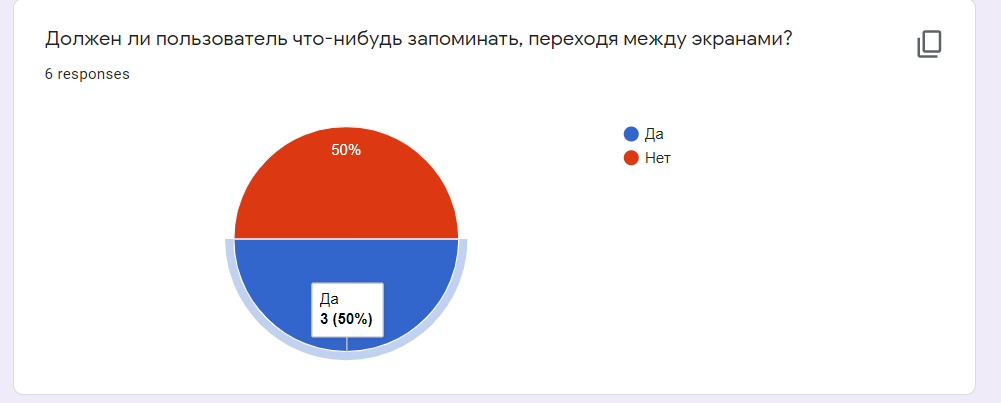 Должен ли пользователь что-нибудь запоминать, переходя между экранами?
6 responses
50%
Да
3 (50%)
Да
Нет